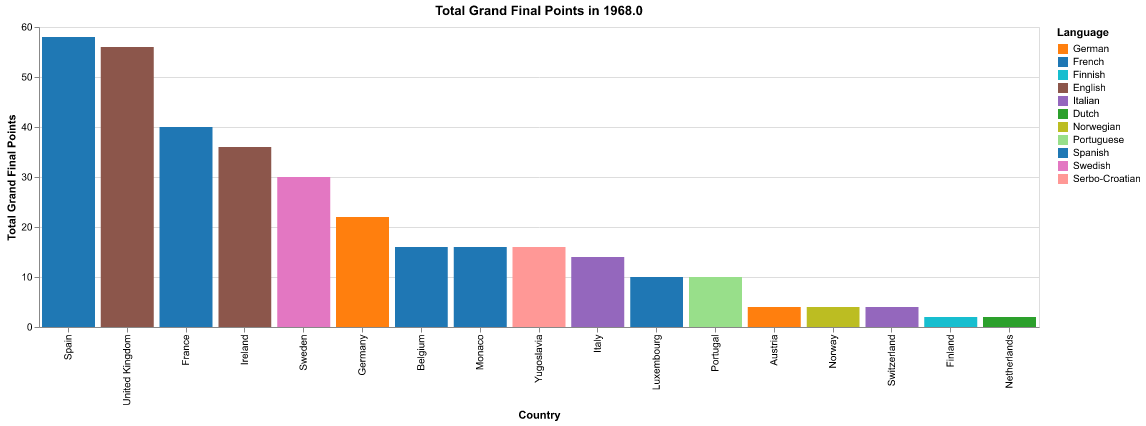 Total Grand Final Points in 1968.0
Total Grand Final Points
60
50
40
30
20
10
0
Spain
United Kingdom
France
Ireland
Sweden
Germany
Belgium
Monaco
Yugoslavia
Italy
Luxembourg
Portugal
Austria
Norway
Switzerland
Finland
Netherlands
Country
Language
German
French
Finnish
English
Italian
Dutch
Norwegian
Portuguese
Spanish
Swedish
Serbo-Croatian